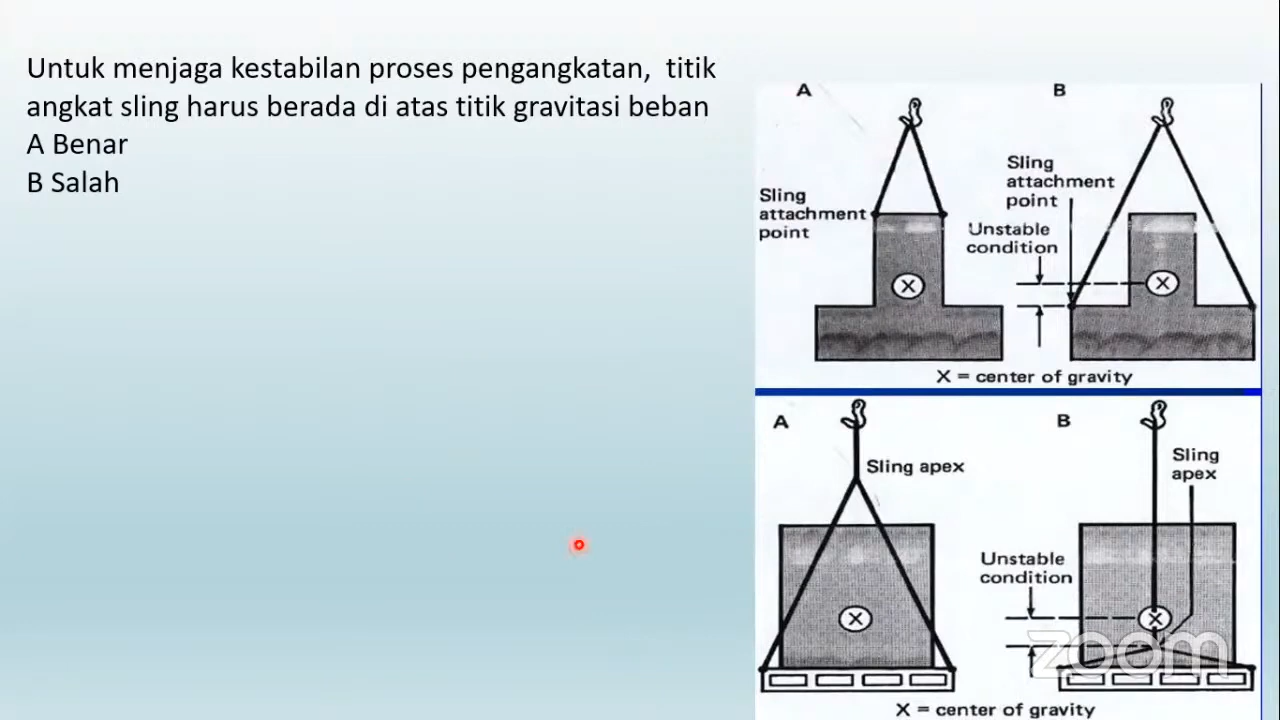 Untuk menjaga kestabilan proses pengangkatan, titik
angkat sling harus berada di atas titik gravitasi beban
A Benar
B Salah
A
B
Sling
attachment
point
X
Sling
attachment
point
Unstable
condition
X
X = center of gravity
A
Sling apex
X
B
Sling
apex
Unstable
condition
X
X = center of gravity
zoom